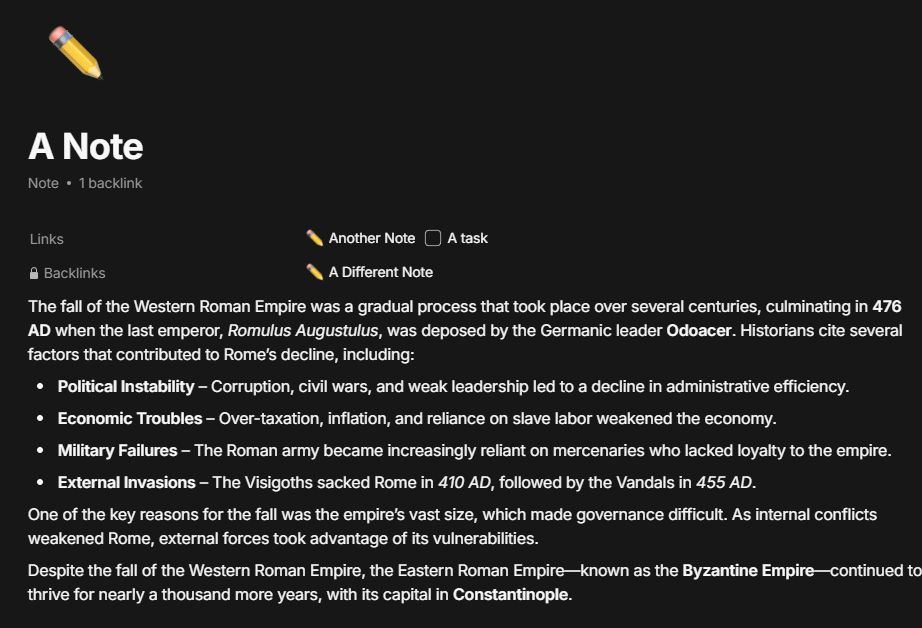 A Note
Note • 1 backlink
Links Another Note A task
Backlinks A Different Note
The fall of the Western Roman Empire was a gradual process that took place over several centuries, culminating in 476
AD when the last emperor, Romulus Augustulus, was deposed by the Germanic leader Odoacer. Historians cite several
factors that contributed to Rome’s decline, including:
• Political Instability – Corruption, civil wars, and weak leadership led to a decline in administrative efficiency.
• Economic Troubles – Over-taxation, inflation, and reliance on slave labor weakened the economy.
• Military Failures – The Roman army became increasingly reliant on mercenaries who lacked loyalty to the empire.
• External Invasions – The Visigoths sacked Rome in 410 AD, followed by the Vandals in 455 AD.
One of the key reasons for the fall was the empire’s vast size, which made governance difficult. As internal conflicts
weakened Rome, external forces took advantage of its vulnerabilities.
Despite the fall of the Western Roman Empire, the Eastern Roman Empire—known as the Byzantine Empire—continued to
thrive for nearly a thousand more years, with its capital in Constantinople.